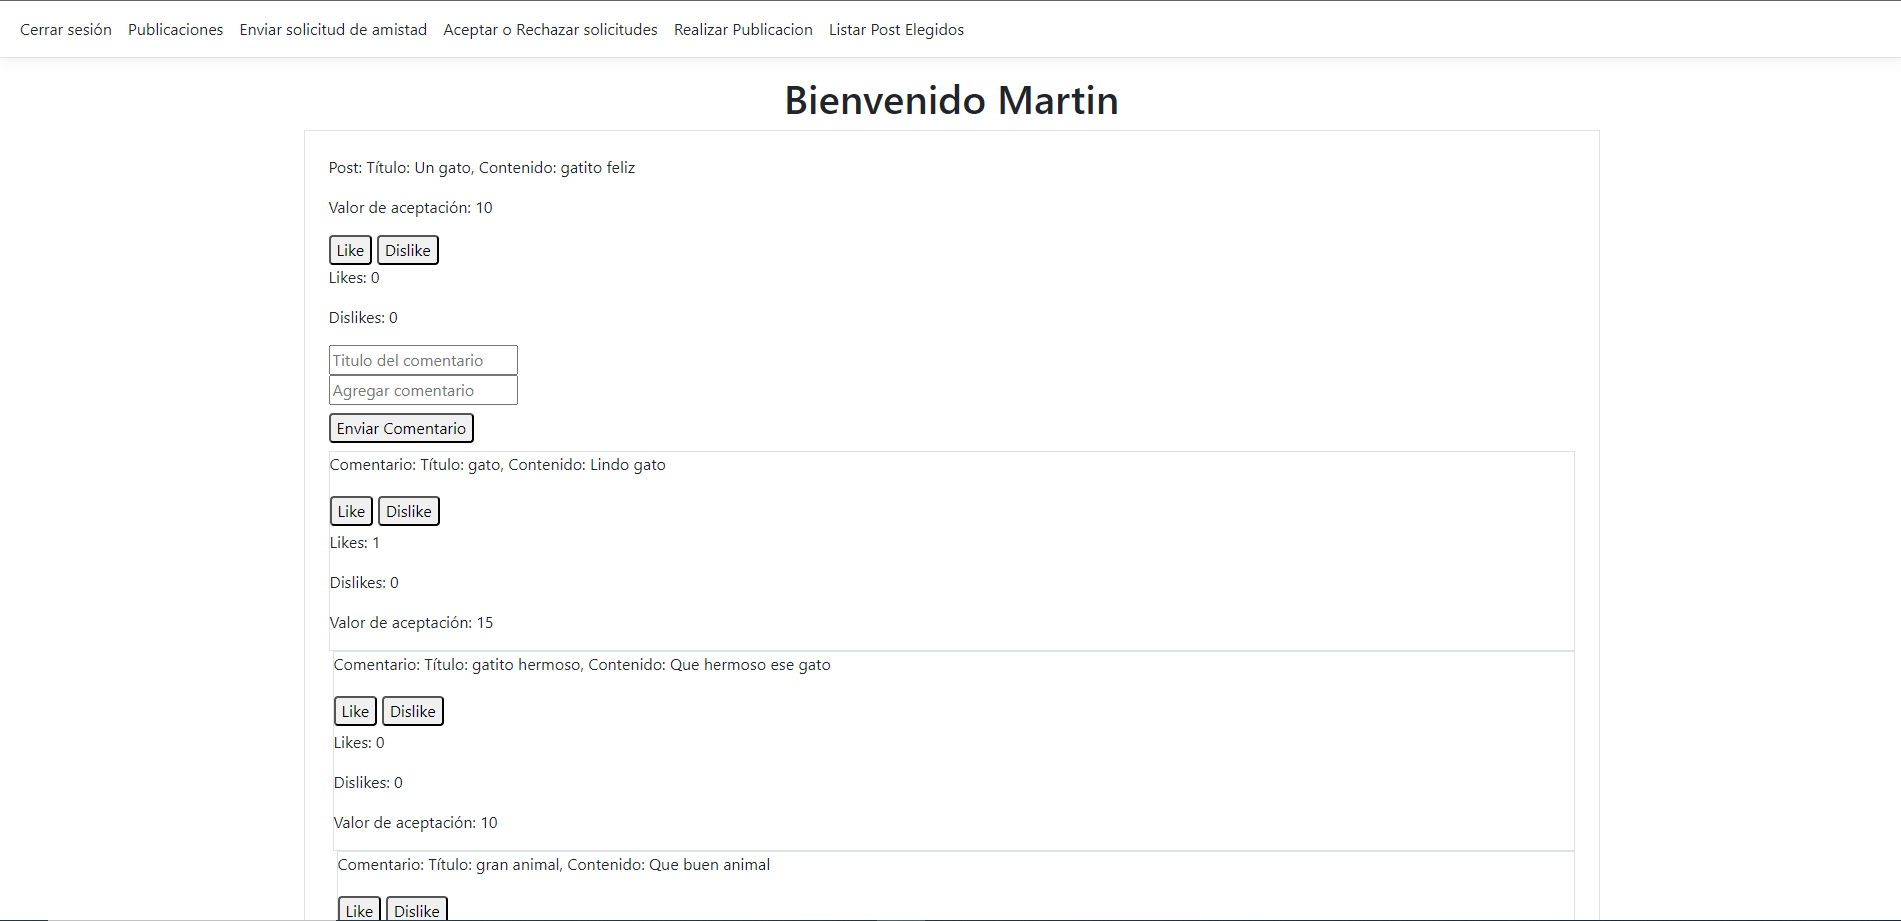 Cerrar sesión Publicaciones Enviar solicitud de amistad Aceptar o Rechazar solicitudes Realizar Publicacion Listar Post Elegidos
Bienvenido Martin
Post: Título: Un gato, Contenido: gatito feliz
Valor de aceptación: 10
Like Dislike
Likes: 0
Dislikes: 0
Titulo del comentario
Agregar comentario
Enviar Comentario
Comentario: Título: gato, Contenido: Lindo gato
Like Dislike
Likes: 1
Dislikes: 0
Valor de aceptación: 15
Comentario: Título: gatito hermoso, Contenido: Que hermoso ese gato
Like Dislike
Likes: 0
Dislikes: 0
Valor de aceptación: 10
Comentario: Título: gran animal, Contenido: Que buen animal
Like Dislike